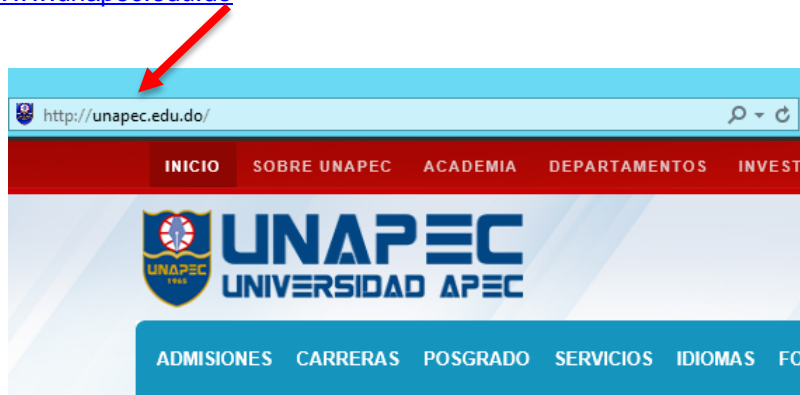 http://unapec.edu.do/
INICIO SOBRE UNAPEC ACADEMIA DEPARTAMENTOS
UNAPEC
UNIVERSIDAD APEC
UNAPEC
1965
ADMISIONES CARRERAS POSGRADO SERVICIOS IDIOMAS